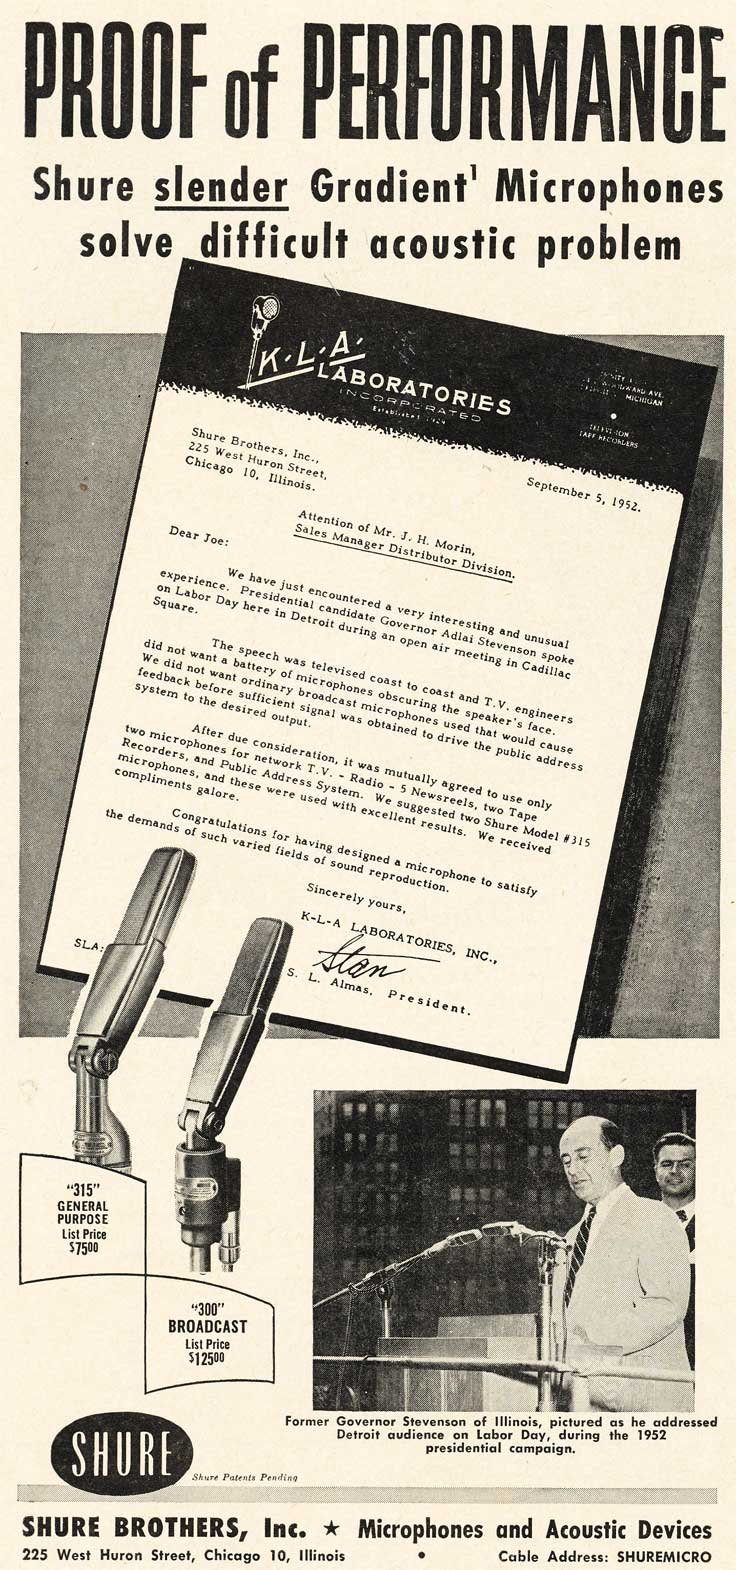 PROOF of PERFORMANCE
Shure slender Gradient¹ Microphones
solve difficult acoustic problem
K·L·A·
LABORATORIES
INCORPORATED
Established 1929
WOODWARD AVE.
MICHIGAN
TELEVISION
TAPE RECORDERS
Shure Brothers, Inc.,
225 West Huron Street,
Chicago 10, Illinois.
September 5, 1952.
Attention of Mr. J. H. Morin,
Sales Manager Distributor Division.
Dear Joe:
We have just encountered a very interesting and unusual
experience. Presidential candidate Governor Adlai Stevenson spoke
on Labor Day here in Detroit during an open air meeting in Cadillac
Square.
The speech was televised coast to coast and T.V. engineers
did not want a battery of microphones obscuring the speaker's face.
We did not want ordinary broadcast microphones used that would cause
feedback before sufficient signal was obtained to drive the public address
system to the desired output.
After due consideration, it was mutually agreed to use only
two microphones for network T.V. - Radio - 5 Newsreels, two Tape
Recorders, and Public Address System. We suggested two Shure Model #315
microphones, and these were used with excellent results. We received
compliments galore.
Congratulations for having designed a microphone to satisfy
the demands of such varied fields of sound reproduction.
Sincerely yours,
K-L-A LABORATORIES, INC.,
Stan
SLA:
S. L. Almas, President.
"315"
GENERAL
PURPOSE
List Price
$75.00
"300"
BROADCAST
List Price
$125.00
Former Governor Stevenson of Illinois, pictured as he addressed
Detroit audience on Labor Day, during the 1952
presidential campaign.
SHURE
Shure Patents Pending
SHURE BROTHERS, Inc. ★ Microphones and Acoustic Devices
225 West Huron Street, Chicago 10, Illinois • Cable Address: SHUREMICRO